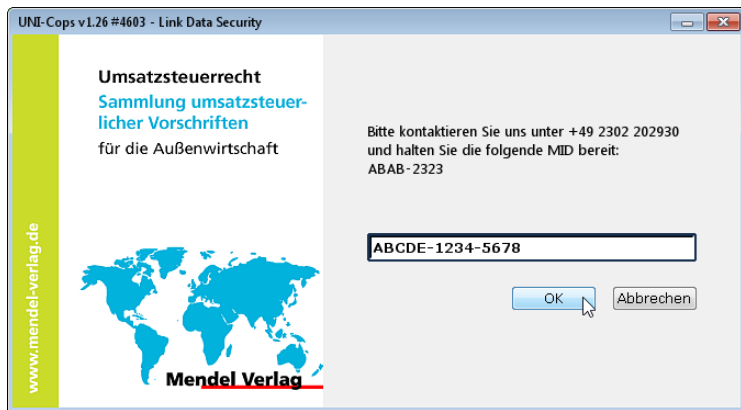 UNI-Cops v1.26 #4603 - Link Data Security
www.mendel-verlag.de
Umsatzsteuerrecht
Sammlung umsatzsteuer-
licher Vorschriften
für die Außenwirtschaft
Mendel Verlag
Bitte kontaktieren Sie uns unter +49 2302 202930
und halten Sie die folgende MID bereit:
ABAB-2323
ABCDE-1234-5678
OK
Abbrechen